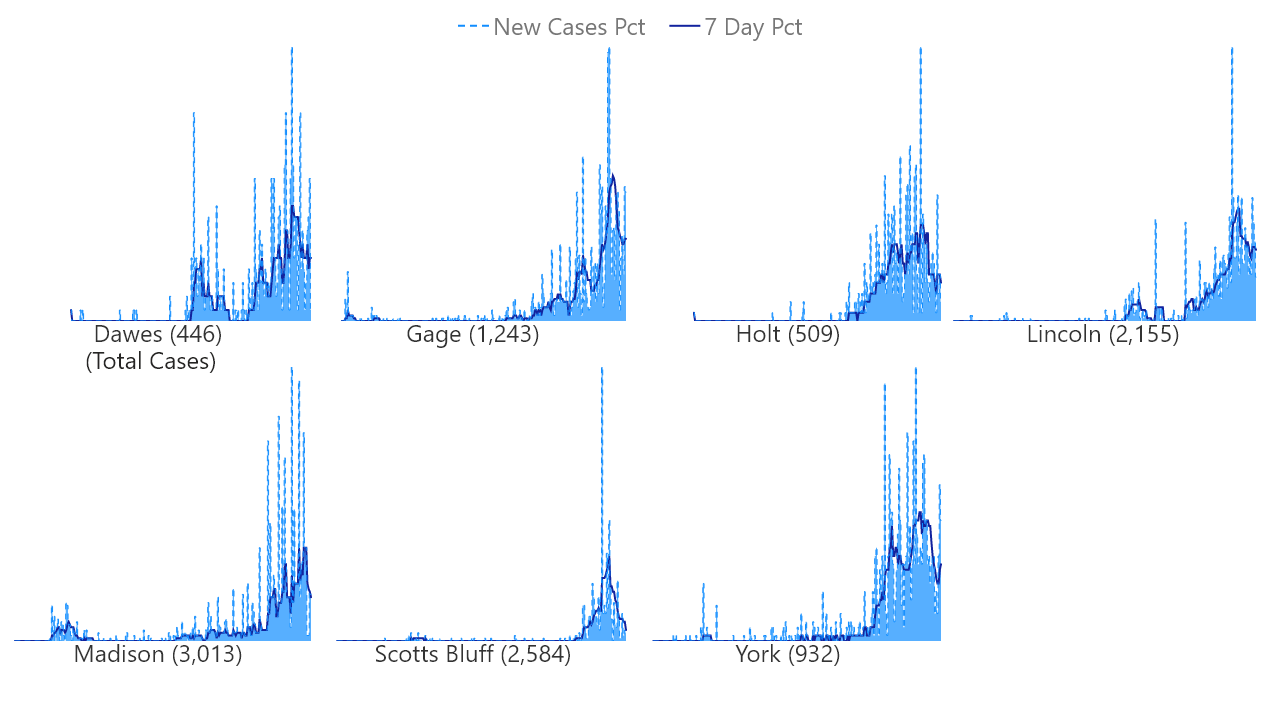 New Cases Pct 7 Day Pct
Dawes (446) Gage (1,243) Holt (509) Lincoln (2,155)
(Total Cases)
Madison (3,013) Scotts Bluff (2,584) York (932)